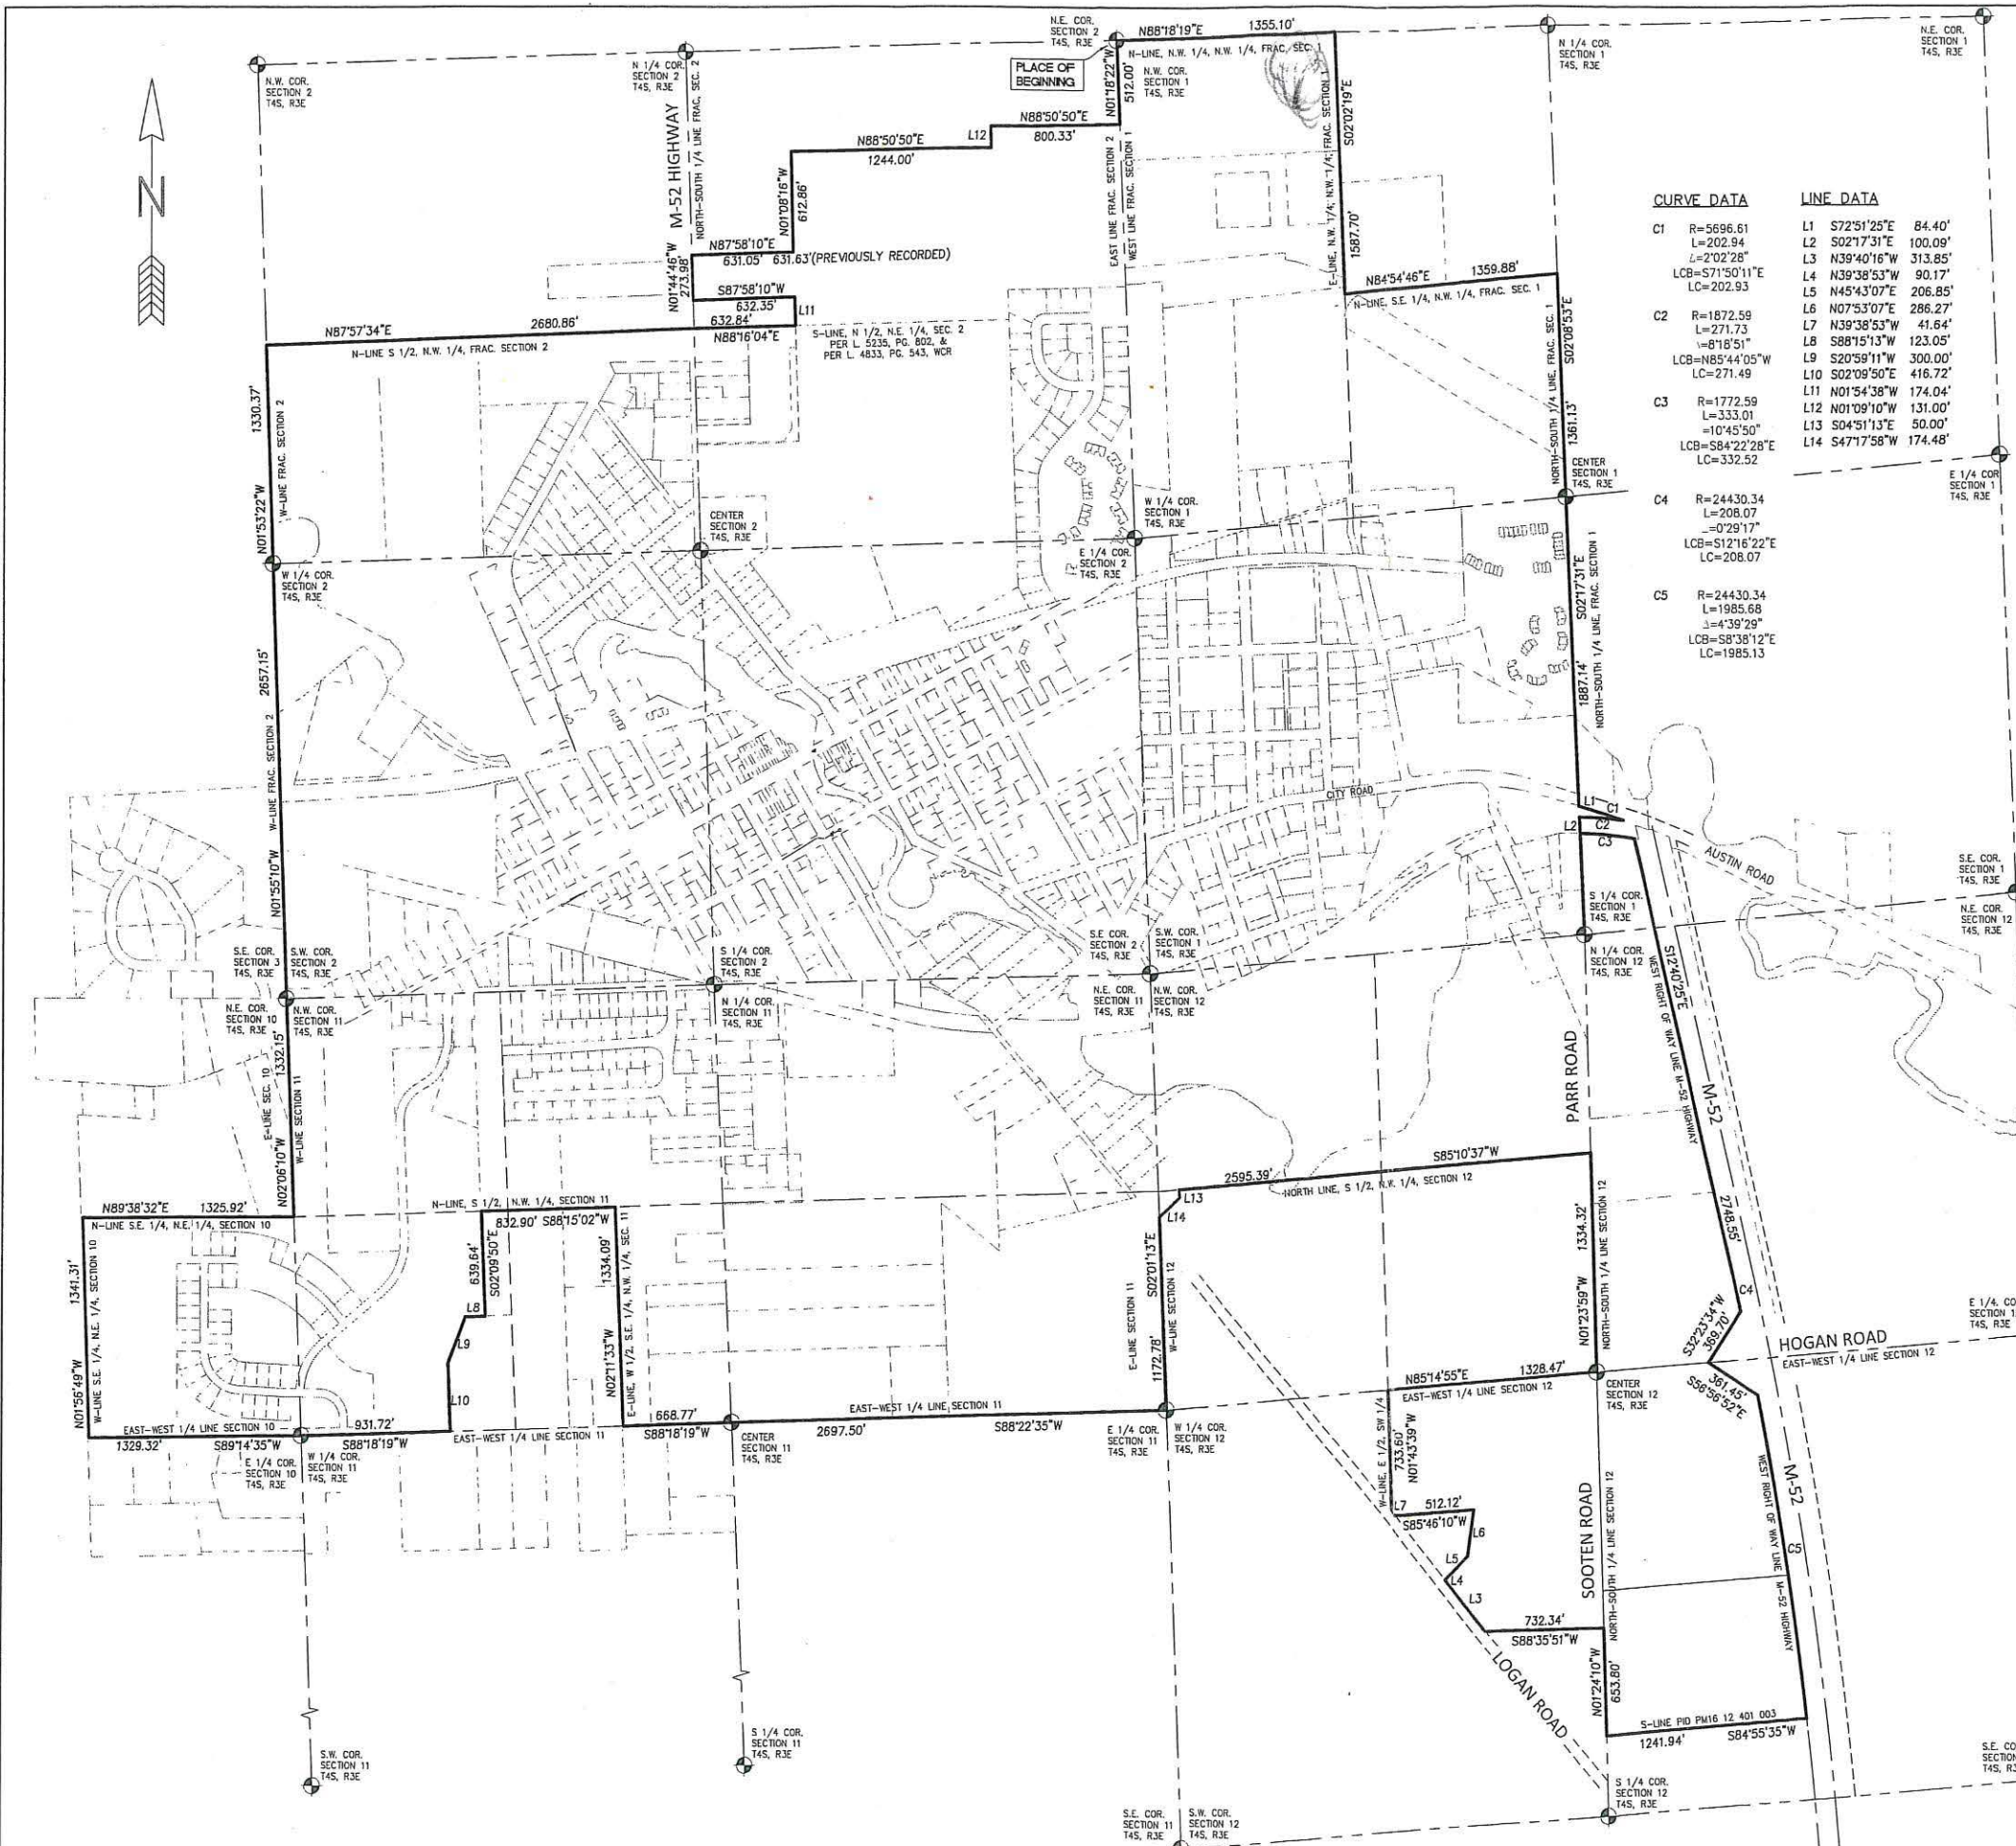 N.W. COR.
SECTION 2
T4S, R3E
N 1/4 COR.
SECTION 2
T4S, R3E
N.E. COR.
SECTION 2
T4S, R3E
PLACE OF
BEGINNING
N88°18'19"E 1355.10'
N-LINE, N.W. 1/4, N.W. 1/4, FRAC. SEC. 1
N.W. COR.
SECTION 1
T4S, R3E
N 1/4 COR.
SECTION 1
T4S, R3E
N.E. COR.
SECTION 1
T4S, R3E
N
M-52 HIGHWAY
NORTH-SOUTH 1/4 LINE FRAC. SEC. 2
N01°18'22"W
512.00'
N88°50'50"E
800.33'
L12
N88°50'50"E
1244.00'
N01°08'16"W
612.86'
EAST LINE FRAC. SECTION 2
WEST LINE FRAC. SECTION 1
E-LINE, N.W. 1/4, N.W. 1/4, FRAC. SECTION 1
S02°02'19"E
1587.70'
N87°58'10"E
631.05' 631.63'(PREVIOUSLY RECORDED)
N01°44'46"W
273.98'
S87°58'10"W
632.35'
L11
632.84'
N88°16'04"E
S-LINE, N 1/2, N.E. 1/4, SEC. 2
PER L. 5235, PG. 802, &
PER L. 4833, PG. 543, WCR
N87°57'34"E 2680.86'
N-LINE S 1/2, N.W. 1/4, FRAC. SECTION 2
N84°54'46"E 1359.88'
N-LINE, S.E. 1/4, N.W. 1/4, FRAC. SEC. 1
S02°08'53"E
1361.13'
NORTH-SOUTH 1/4 LINE, FRAC. SEC. 1
CURVE DATA
C1 R=5696.61
L=202.94
=2°02'28"
LCB=S71°50'11"E
LC=202.93
C2 R=1872.59
L=271.73
=8°18'51"
LCB=N85°44'05"W
LC=271.49
C3 R=1772.59
L=333.01
=10°45'50"
LCB=S84°22'28"E
LC=332.52
C4 R=24430.34
L=208.07
=0°29'17"
LCB=S12°16'22"E
LC=208.07
C5 R=24430.34
L=1985.68
=4°39'29"
LCB=S8°38'12"E
LC=1985.13
LINE DATA
L1 S72°51'25"E 84.40'
L2 S02°17'31"E 100.09'
L3 N39°40'16"W 313.85'
L4 N39°38'53"W 90.17'
L5 N45°43'07"E 206.85'
L6 N07°53'07"E 286.27'
L7 N39°38'53"W 41.64'
L8 S88°15'13"W 123.05'
L9 S20°59'11"W 300.00'
L10 S02°09'50"E 416.72'
L11 N01°54'38"W 174.04'
L12 N01°09'10"W 131.00'
L13 S04°51'13"E 50.00'
L14 S47°17'58"W 174.48'
1330.37'
N01°53'22"W
W-LINE FRAC. SECTION 2
W 1/4 COR.
SECTION 2
T4S, R3E
CENTER
SECTION 2
T4S, R3E
E 1/4 COR.
SECTION 2
T4S, R3E
W 1/4 COR.
SECTION 1
T4S, R3E
CENTER
SECTION 1
T4S, R3E
E 1/4 COR.
SECTION 1
T4S, R3E
2657.15'
N01°55'10"W
W-LINE FRAC. SECTION 2
S02°17'31"E
1887.14'
NORTH-SOUTH 1/4 LINE, FRAC. SECTION 1
CITY ROAD
L1
C1
L2
C2
C3
AUSTIN ROAD
S.E. COR.
SECTION 1
T4S, R3E
N.E. COR.
SECTION 12
T4S, R3E
S 1/4 COR.
SECTION 1
T4S, R3E
N 1/4 COR.
SECTION 12
T4S, R3E
S.E. COR.
SECTION 3
T4S, R3E
S.W. COR.
SECTION 2
T4S, R3E
N.E. COR.
SECTION 10
T4S, R3E
N.W. COR.
SECTION 11
T4S, R3E
S 1/4 COR.
SECTION 2
T4S, R3E
N 1/4 COR.
SECTION 11
T4S, R3E
S.E. COR.
SECTION 2
T4S, R3E
S.W. COR.
SECTION 1
T4S, R3E
N.E. COR.
SECTION 11
T4S, R3E
N.W. COR.
SECTION 12
T4S, R3E
1332.15'
N02°06'10"W
E-LINE SEC. 10
W-LINE SECTION 11
PARR ROAD
S12°40'25"E
WEST RIGHT OF WAY LINE M-52 HIGHWAY
M-52
2748.55'
N89°38'32"E 1325.92'
N-LINE S.E. 1/4, N.E. 1/4, SECTION 10
N-LINE, S 1/2, N.W. 1/4, SECTION 11
832.90' S88°15'02"W
639.64'
S02°09'50"E
L8
L9
L10
1334.09'
N02°11'33"W
E-LINE, W 1/2, S.E. 1/4, N.W. 1/4, SEC. 11
1341.31'
N01°56'49"W
W-LINE S.E. 1/4, N.E. 1/4, SECTION 10
2595.39' S85°10'37"W
NORTH LINE, S 1/2, N.W. 1/4, SECTION 12
L13
L14
S02°01'13"E
1172.78'
E-LINE SECTION 11
W-LINE SECTION 12
1334.32'
N01°23'59"W
NORTH-SOUTH 1/4 LINE SECTION 12
C4
S32°23'34"W
369.70'
HOGAN ROAD
EAST-WEST 1/4 LINE SECTION 12
361.45'
S56°56'52"E
EAST-WEST 1/4 LINE SECTION 10
1329.32' S89°14'35"W
931.72'
S88°18'19"W
EAST-WEST 1/4 LINE SECTION 11
E 1/4 COR.
SECTION 10
T4S, R3E
W 1/4 COR.
SECTION 11
T4S, R3E
668.77'
S88°18'19"W
CENTER
SECTION 11
T4S, R3E
EAST-WEST 1/4 LINE SECTION 11
2697.50' S88°22'35"W
E 1/4 COR.
SECTION 11
T4S, R3E
W 1/4 COR.
SECTION 12
T4S, R3E
N85°14'55"E 1328.47'
EAST-WEST 1/4 LINE SECTION 12
CENTER
SECTION 12
T4S, R3E
W-LINE, E 1/2, SW 1/4
733.60'
N01°43'39"W
L7 512.12'
S85°46'10"W
L6
L5
L4
L3
732.34'
S88°35'51"W
SOOTEN ROAD
NORTH-SOUTH 1/4 LINE SECTION 12
M-52
C5
WEST RIGHT OF WAY LINE M-52 HIGHWAY
LOGAN ROAD
N01°24'10"W
653.80'
S-LINE PID PM16 12 401 003
1241.94' S84°55'35"W
S.W. COR.
SECTION 11
T4S, R3E
S 1/4 COR.
SECTION 11
T4S, R3E
S.E. COR.
SECTION 11
T4S, R3E
S.W. COR.
SECTION 12
T4S, R3E
S 1/4 COR.
SECTION 12
T4S, R3E
E 1/4. CO
SECTION 1
T4S, R3E
S.E. CO
SECTION
T4S, R3